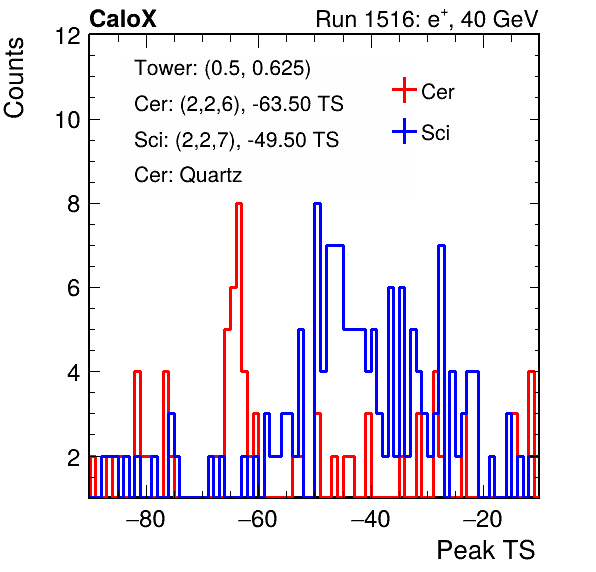 CaloX Run 1516: e⁺, 40 GeV
Counts
12
10
8
6
4
2
Tower: (0.5, 0.625)
Cer: (2,2,6), -63.50 TS
Sci: (2,2,7), -49.50 TS
Cer: Quartz
Cer
Sci
−80 −60 −40 −20
Peak TS